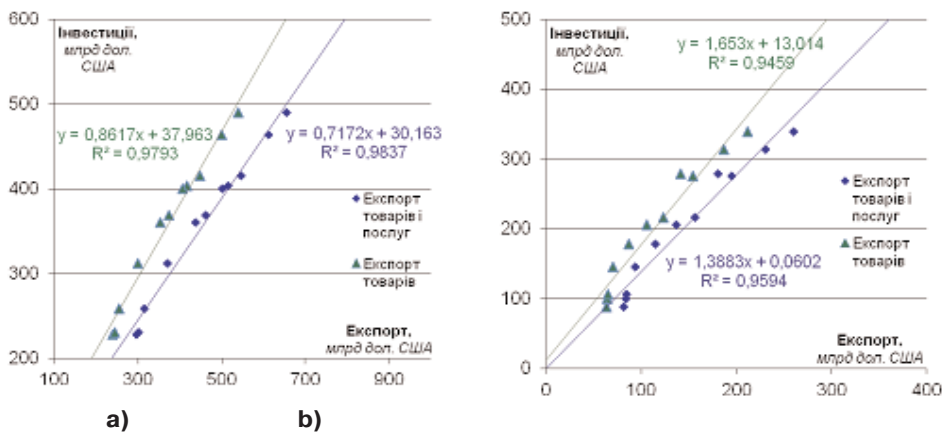 600
500
400
300
200
100
300
500
700
900
Інвестиції,
млрд дол.
США
y = 0,8617x + 37,963
R² = 0,9793
y = 0,7172x + 30,163
R² = 0,9837
Експорт
товарів і
послуг
Експорт
товарів
Експорт,
млрд дол. США
500
400
300
200
100
0
0
100
200
300
400
Інвестиції,
млрд дол.
США
y = 1,653x + 13,014
R² = 0,9459
Експорт
товарів і
послуг
Експорт
товарів
y = 1,3883x + 0,0602
R² = 0,9594
Експорт,
млрд дол. США
a)
b)